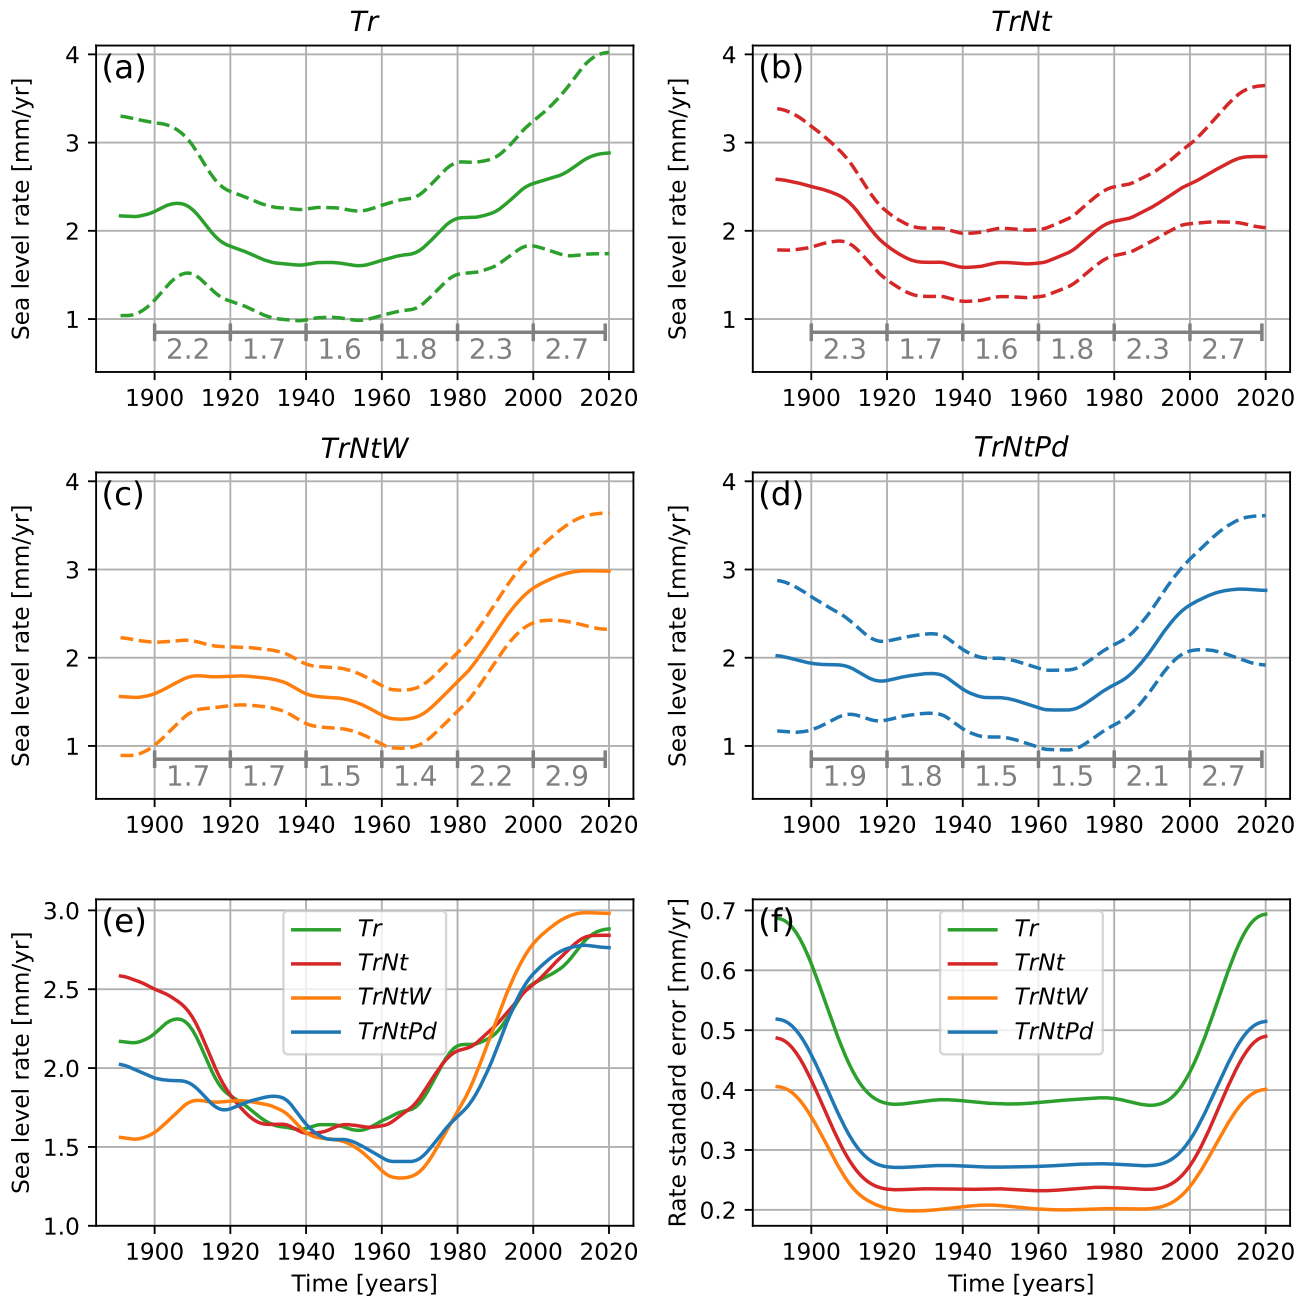 Tr
(a)
Sea level rate [mm/yr]
4
3
2
1
2.2 1.7 1.6 1.8 2.3 2.7
1900 1920 1940 1960 1980 2000 2020
TrNt
(b)
Sea level rate [mm/yr]
4
3
2
1
2.3 1.7 1.6 1.8 2.3 2.7
1900 1920 1940 1960 1980 2000 2020
TrNtW
(c)
Sea level rate [mm/yr]
4
3
2
1
1.7 1.7 1.5 1.4 2.2 2.9
1900 1920 1940 1960 1980 2000 2020
TrNtPd
(d)
Sea level rate [mm/yr]
4
3
2
1
1.9 1.8 1.5 1.5 2.1 2.7
1900 1920 1940 1960 1980 2000 2020
(e)
Sea level rate [mm/yr]
3.0
2.5
2.0
1.5
1.0
Tr
TrNt
TrNtW
TrNtPd
1900 1920 1940 1960 1980 2000 2020
Time [years]
(f)
Rate standard error [mm/yr]
0.7
0.6
0.5
0.4
0.3
0.2
Tr
TrNt
TrNtW
TrNtPd
1900 1920 1940 1960 1980 2000 2020
Time [years]